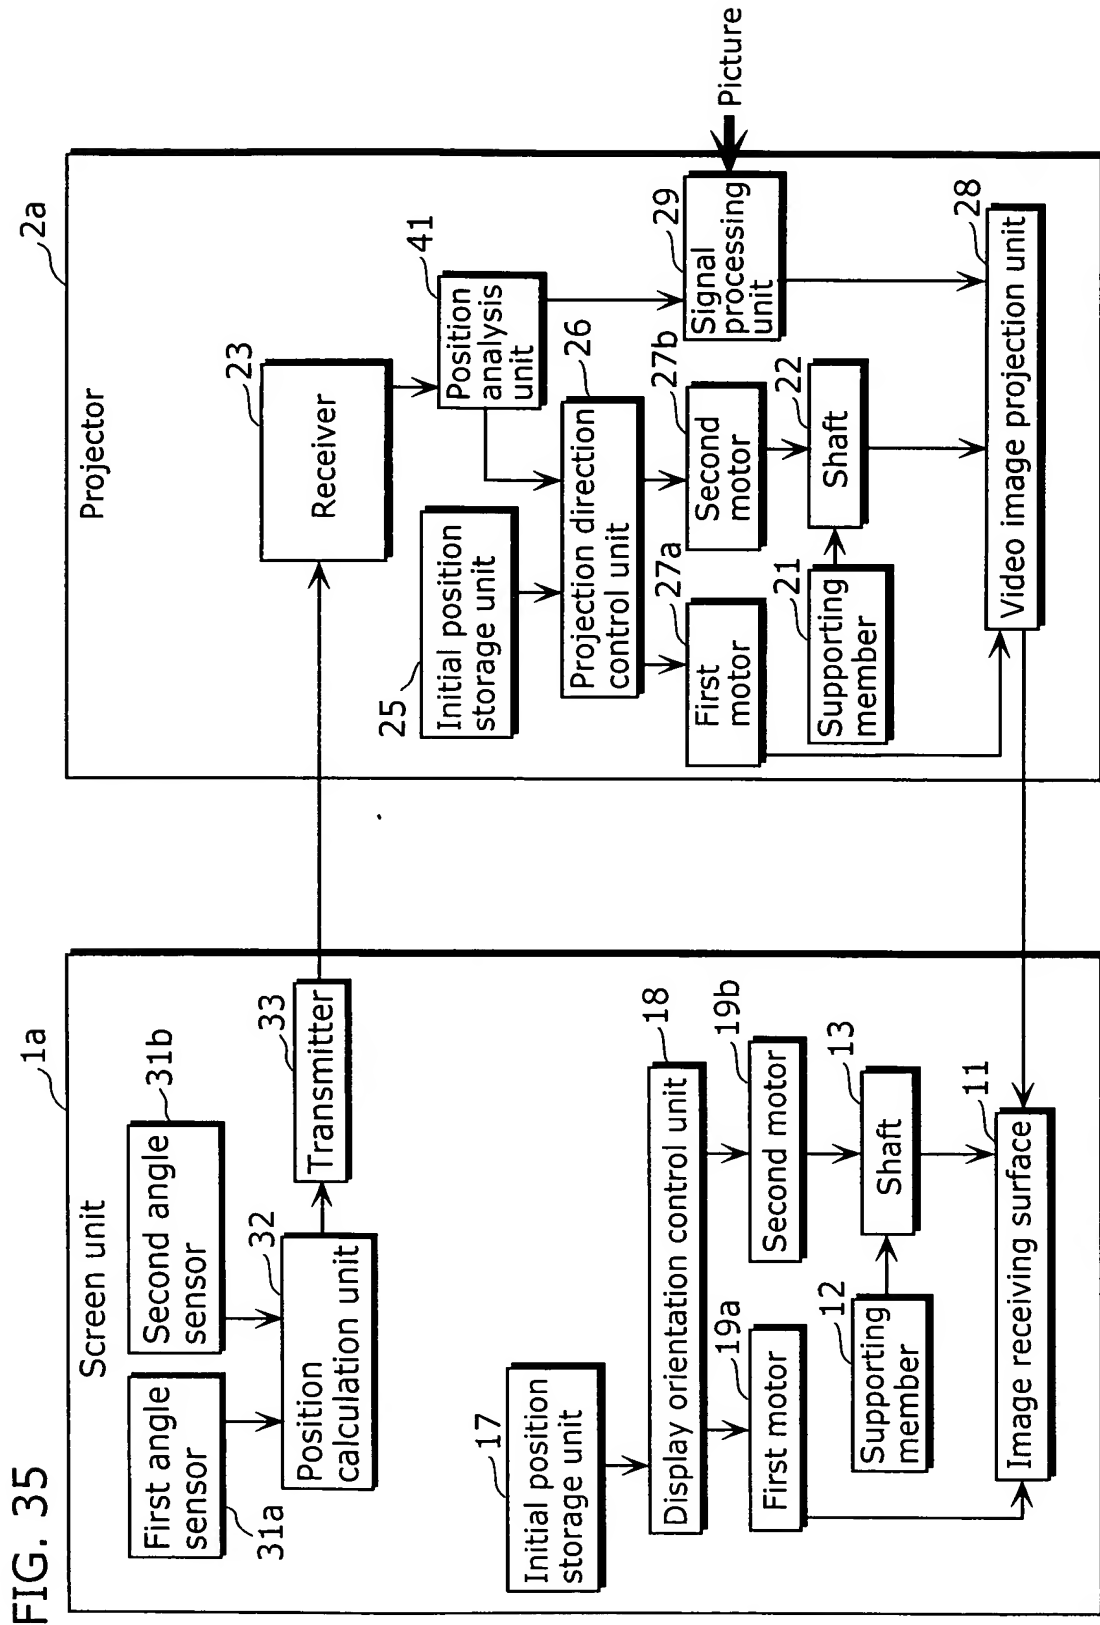 FIG. 35
Screen unit
1a
First angle
sensor
31a
Second angle
sensor
31b
Position
calculation unit
32
Transmitter
33
Initial position
storage unit
17
Display orientation control unit
18
First motor
19a
Second motor
19b
Supporting
member
12
Shaft
13
Image receiving surface
11
Projector
2a
Receiver
23
Position
analysis
unit
41
Initial position
storage unit
25
Projection direction
control unit
26
First
motor
27a
Second
motor
27b
Signal
processing
unit
29
Picture
Supporting
member
21
Shaft
22
Video image projection unit
28